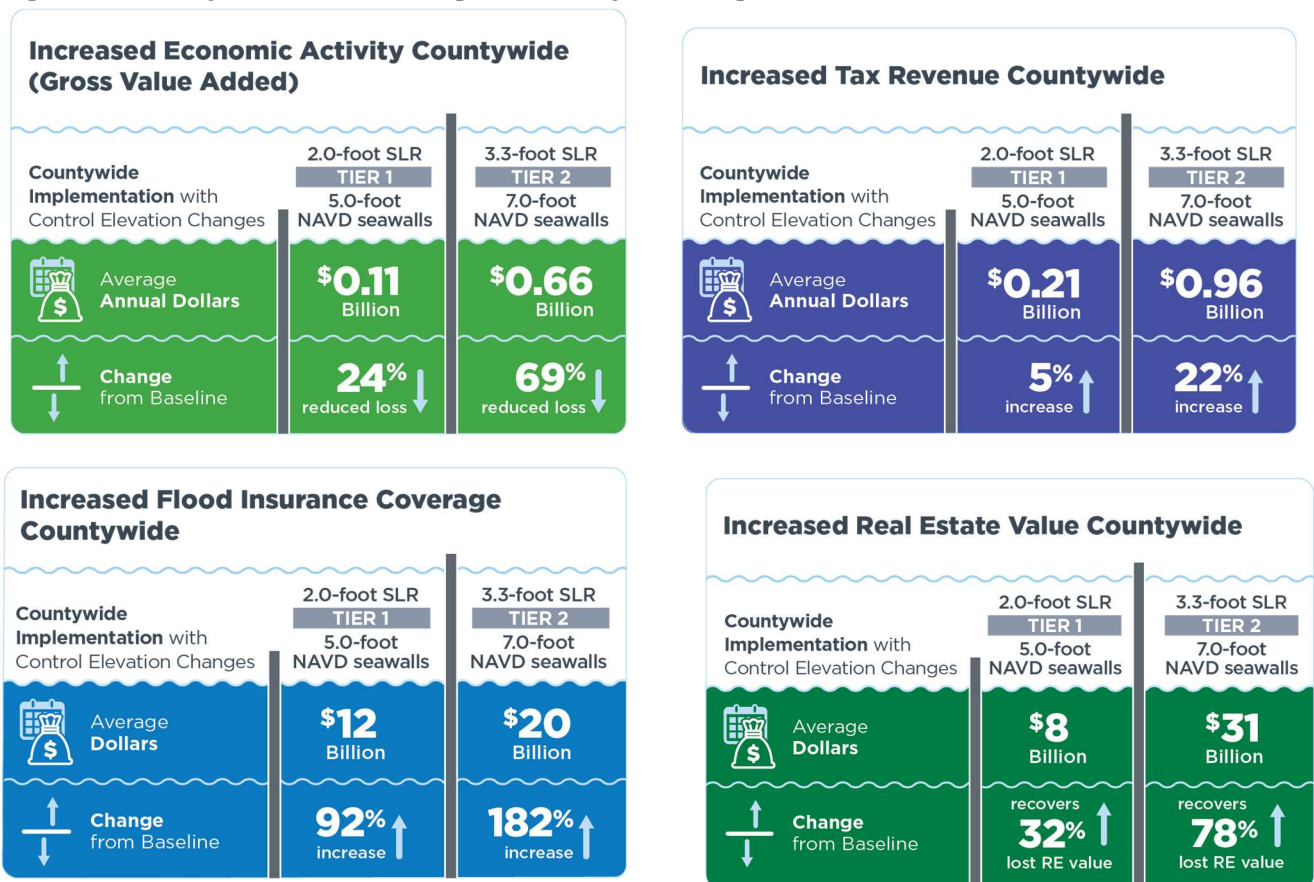 Increased Economic Activity Countywide
(Gross Value Added)
Countywide
Implementation with
Control Elevation Changes
2.0-foot SLR
TIER 1
5.0-foot
NAVD seawalls
3.3-foot SLR
TIER 2
7.0-foot
NAVD seawalls
Average
Annual Dollars
$0.11
Billion
$0.66
Billion
Change
from Baseline
24%
reduced loss
69%
reduced loss
Increased Tax Revenue Countywide
Countywide
Implementation with
Control Elevation Changes
2.0-foot SLR
TIER 1
5.0-foot
NAVD seawalls
3.3-foot SLR
TIER 2
7.0-foot
NAVD seawalls
$
Average
Annual Dollars
$0.21
Billion
$0.96
Billion
Change
from Baseline
5%
increase
22%
increase
Increased Flood Insurance Coverage
Countywide
Countywide
Implementation with
Control Elevation Changes
2.0-foot SLR
TIER 1
5.0-foot
NAVD seawalls
3.3-foot SLR
TIER 2
7.0-foot
NAVD seawalls
$
Average
Dollars
$12
Billion
$20
Billion
Change
from Baseline
92%
increase
182%
increase
Increased Real Estate Value Countywide
Countywide
Implementation with
Control Elevation Changes
2.0-foot SLR
TIER 1
5.0-foot
NAVD seawalls
3.3-foot SLR
TIER 2
7.0-foot
NAVD seawalls
$
Average
Dollars
$8
Billion
$31
Billion
Change
from Baseline
recovers
32%
lost RE value
recovers
78%
lost RE value